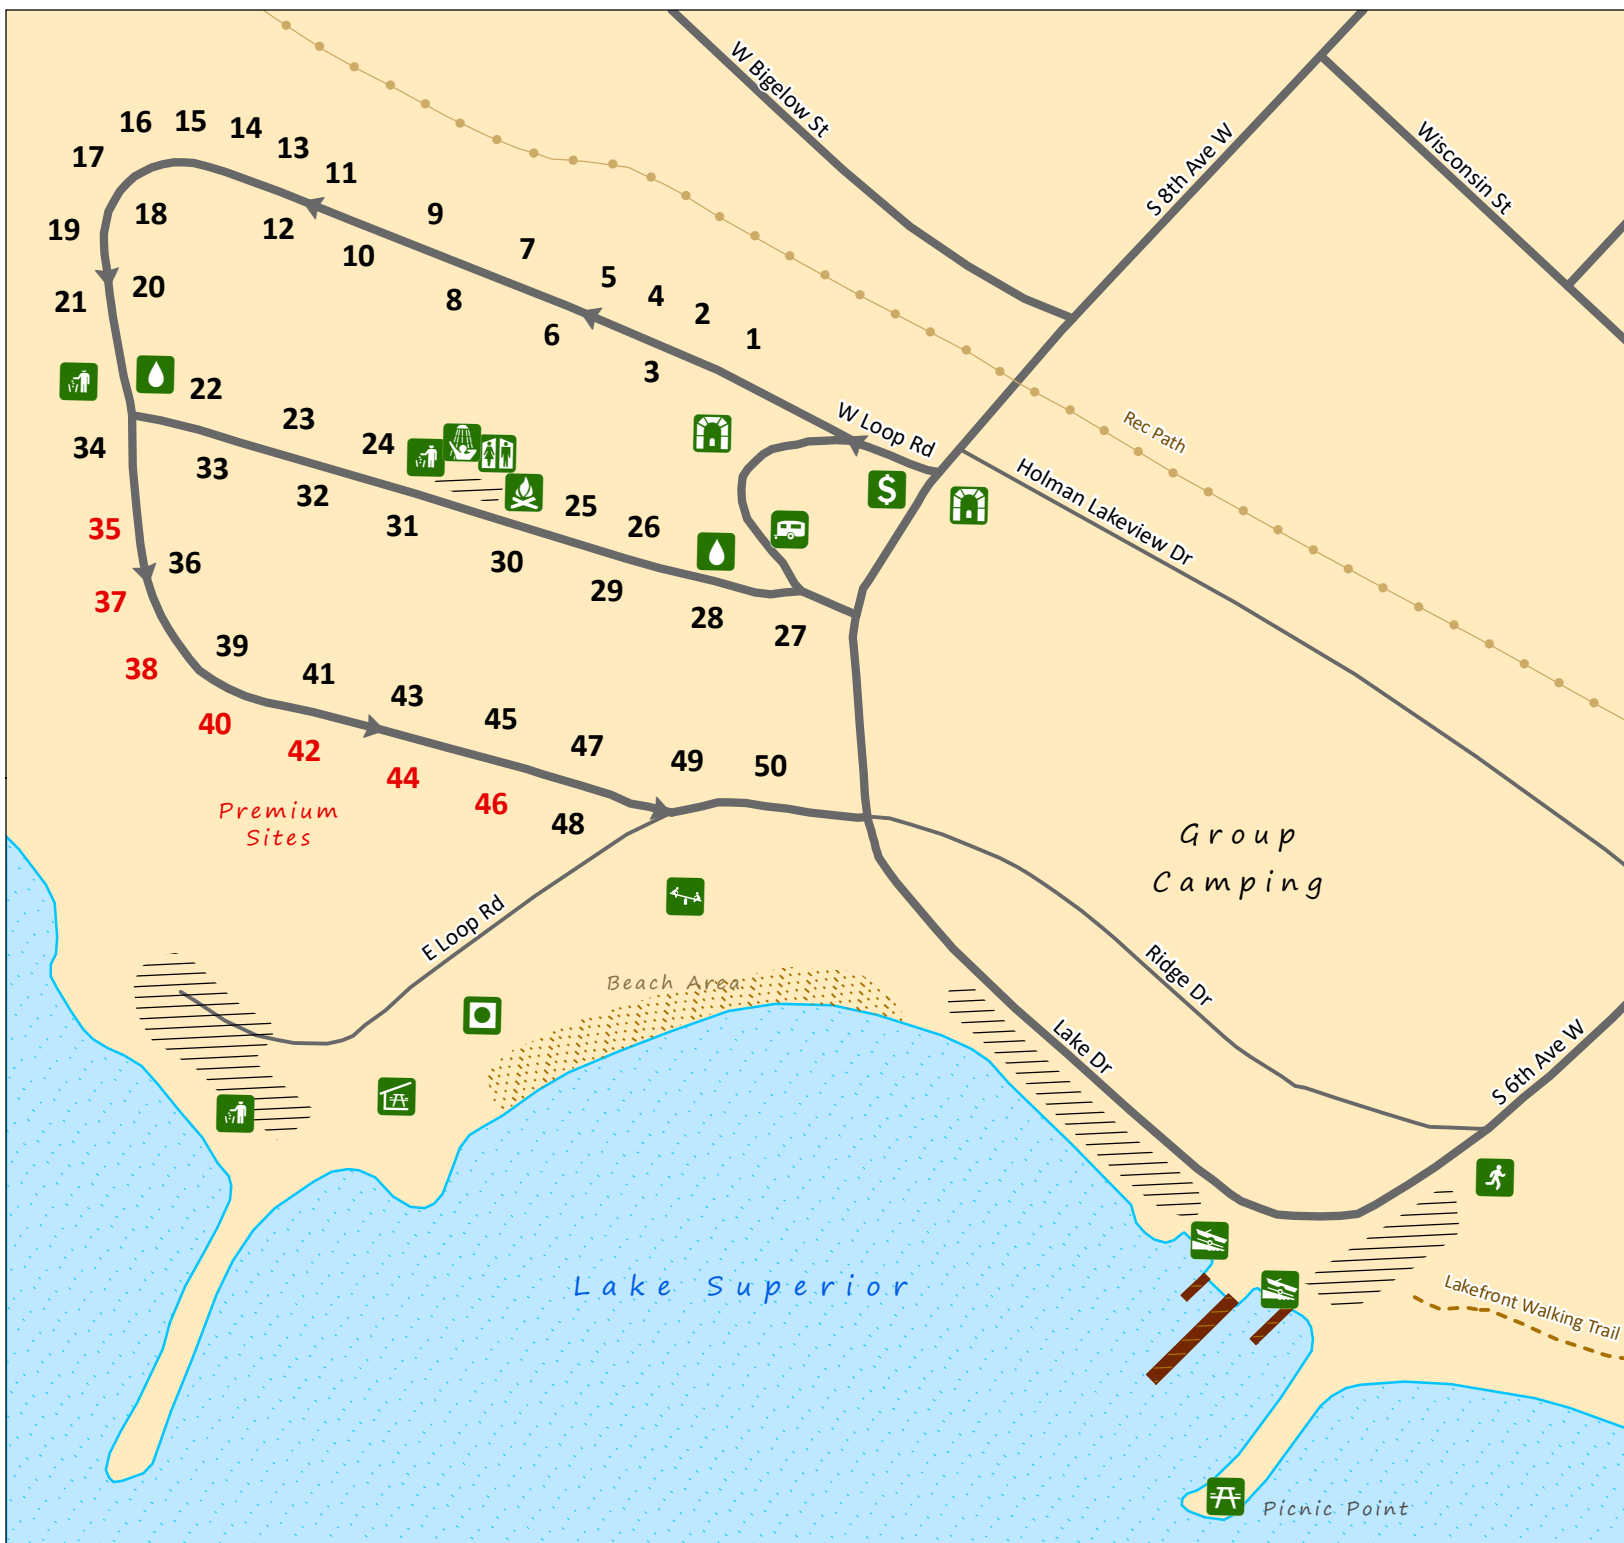 W Bigelow St
S 8th Ave W
Wisconsin St
16
15
14
13
11
17
9
18
12
10
7
19
5
4
2
1
20
8
21
6
3
22
23
24
W Loop Rd
Rec Path
34
33
32
31
25
26
$
Holman Lakeview Dr
35
36
30
29
28
27
37
39
38
41
43
45
40
42
47
49
50
44
46
48
Premium
Sites
Group
Camping
E Loop Rd
Beach Area
Ridge Dr
Lake Dr
S 6th Ave W
Lake Superior
Lakefront Walking Trail
Picnic Point